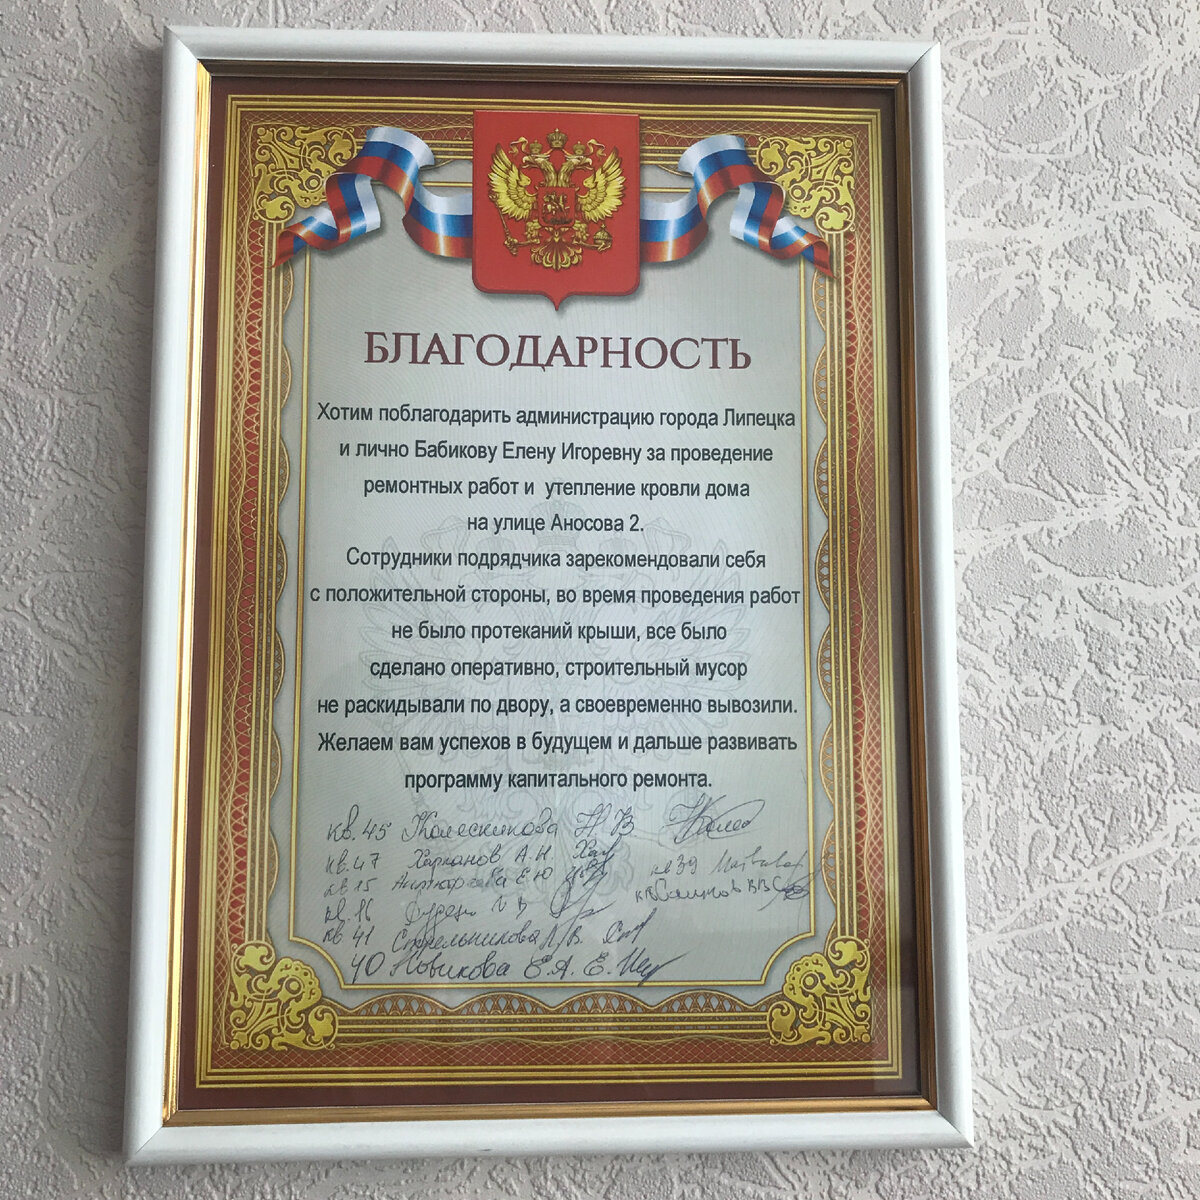 БЛАГОДАРНОСТЬ
Хотим поблагодарить администрацию города Липецка
и лично Бабикову Елену Игоревну за проведение
ремонтных работ и утепление кровли дома
на улице Аносова 2.
Сотрудники подрядчика зарекомендовали себя
с положительной стороны, во время проведения работ
не было протеканий крыши, все было
сделано оперативно, строительный мусор
не раскидывали по двору, а своевременно вывозили.
Желаем вам успехов в будущем и дальше развивать
программу капитального ремонта.
кв. 45 Колесникова Н В
кв. 47 А.Н.
кв 15 Е Ю
кв. 16
кв 39
кв 41 Стрельникова
40 Новикова Е.А.